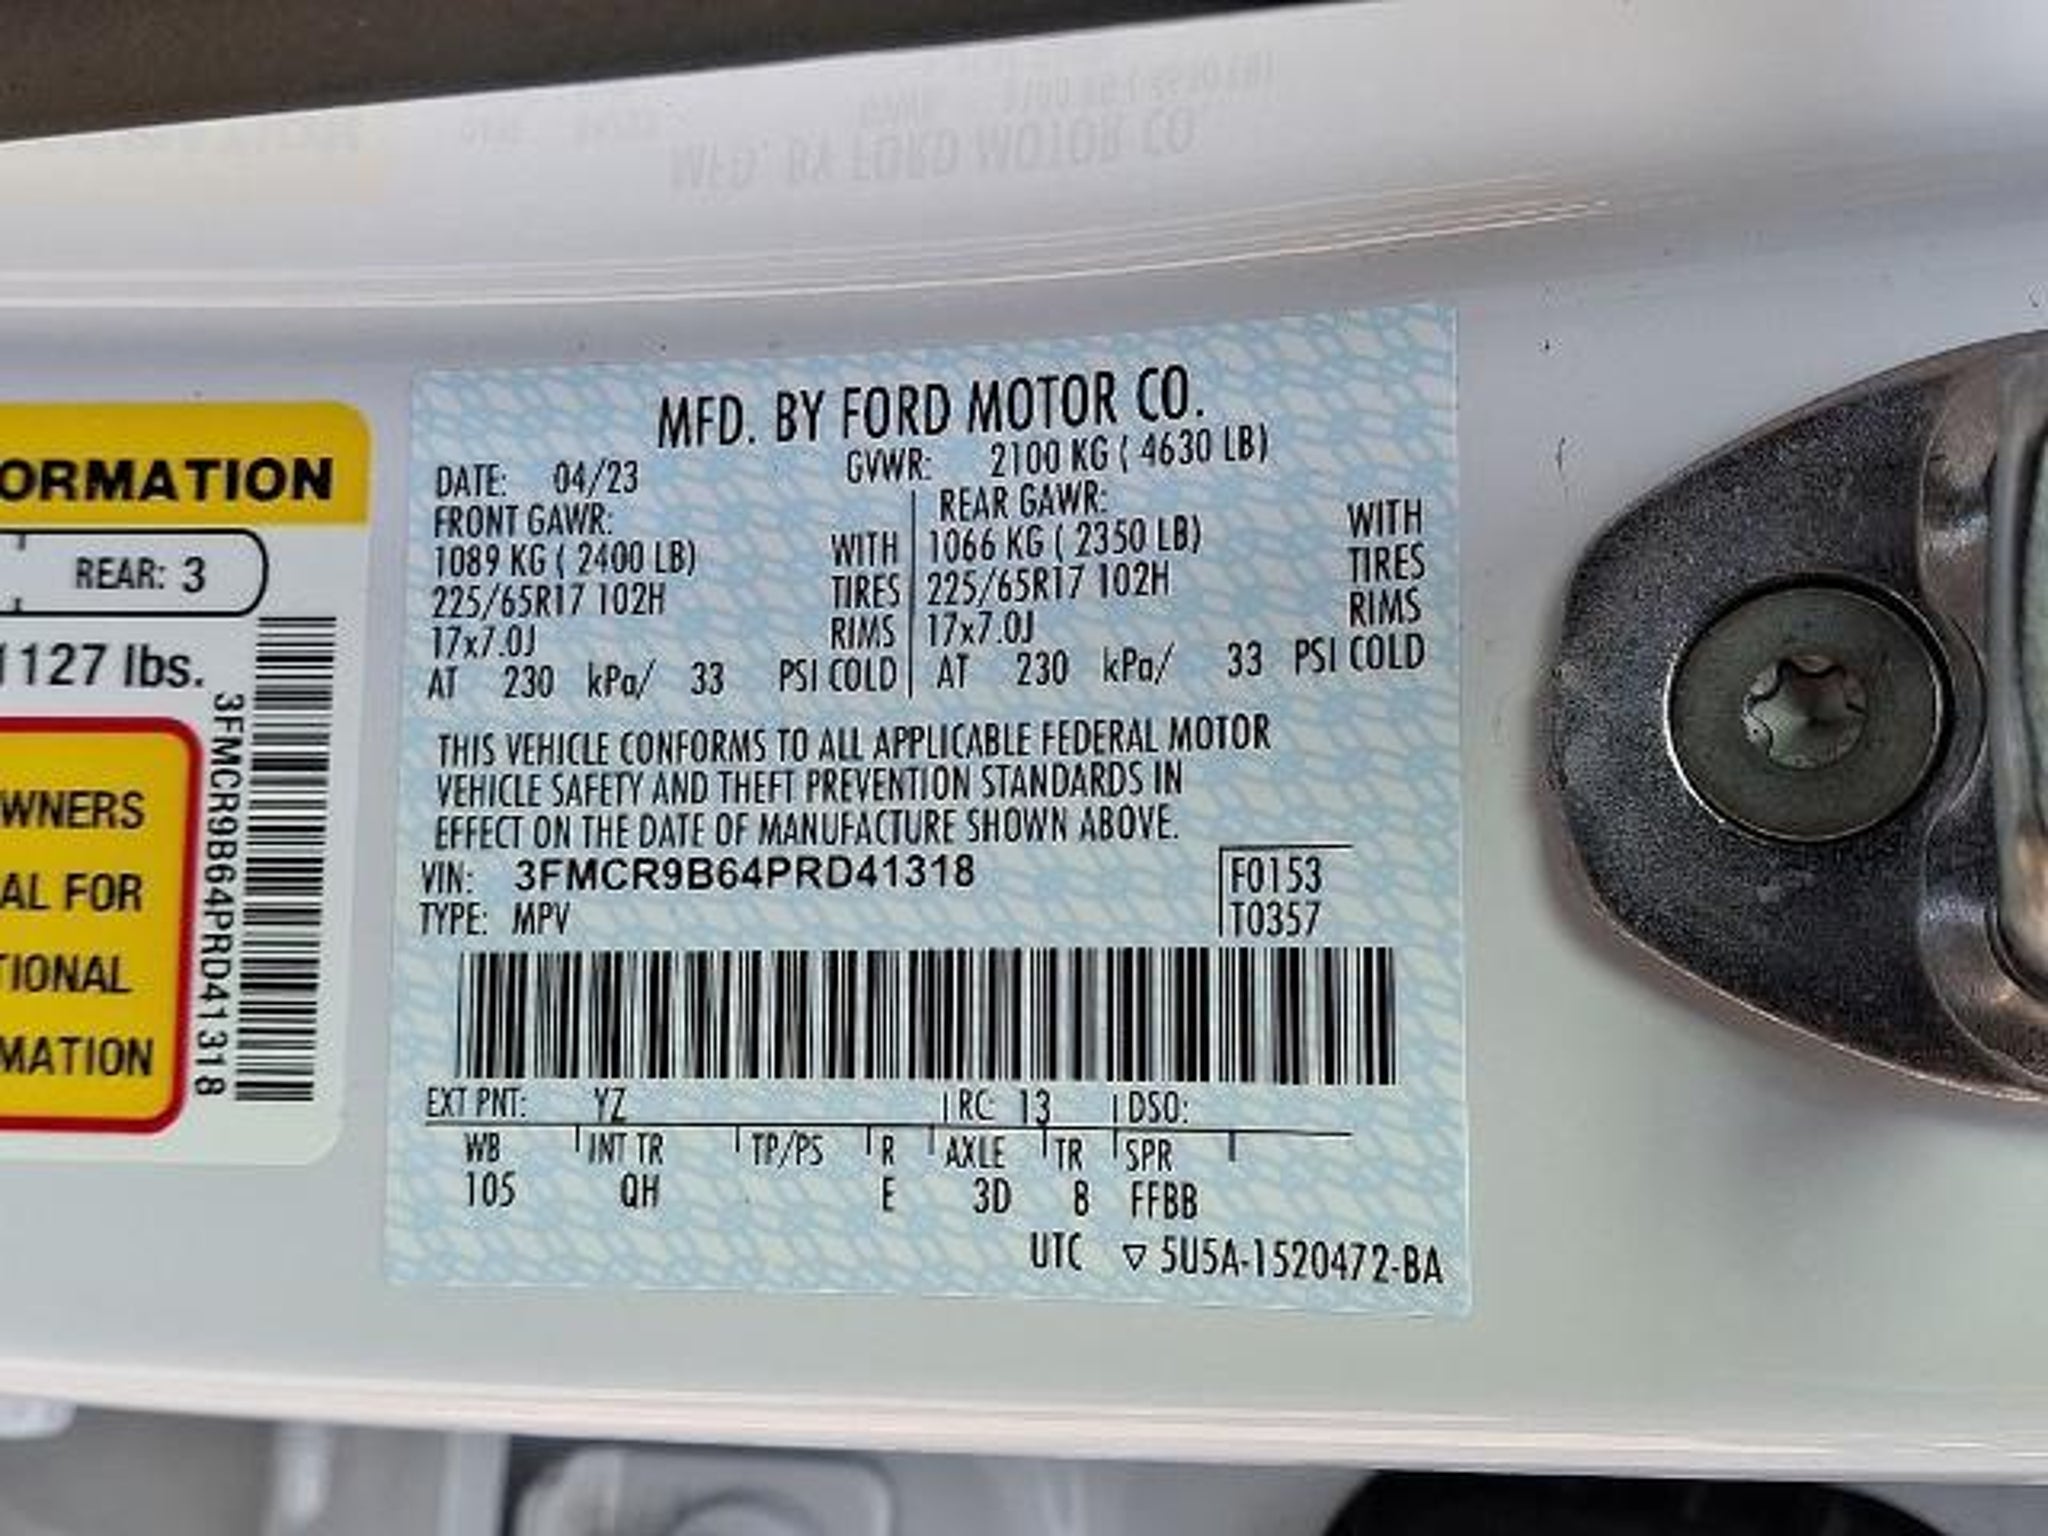 ORMATION
REAR: 3
1127 lbs.
WNERS
AL FOR
TIONAL
MATION
3FMCR9B64PRD41318
MFD. BY FORD MOTOR CO.
DATE: 04/23 GVWR: 2100 KG ( 4630 LB)
FRONT GAWR: REAR GAWR:
1089 KG ( 2400 LB) WITH 1066 KG ( 2350 LB) WITH
225/65R17 102H TIRES 225/65R17 102H TIRES
17x7.0J RIMS 17x7.0J RIMS
AT 230 kPa/ 33 PSI COLD AT 230 kPa/ 33 PSI COLD
THIS VEHICLE CONFORMS TO ALL APPLICABLE FEDERAL MOTOR
VEHICLE SAFETY AND THEFT PREVENTION STANDARDS IN
EFFECT ON THE DATE OF MANUFACTURE SHOWN ABOVE.
VIN: 3FMCR9B64PRD41318 F0153
TYPE: MPV T0357
EXT PNT: YZ RC: 13 DSO:
WB INT TR TP/PS R AXLE TR SPR
105 QH E 3D 8 FFBB
UTC ▽ 5U5A-1520472-BA